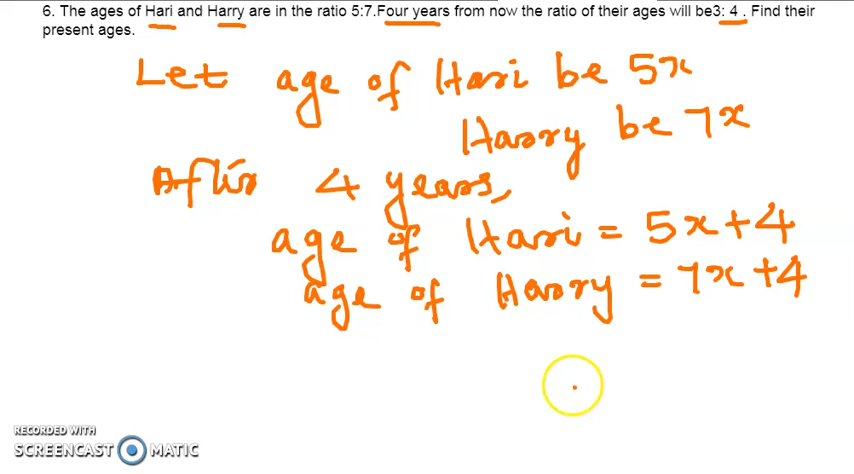 6. The ages of Hari and Harry are in the ratio 5:7.Four years from now the ratio of their ages will be3: 4 . Find their
present ages.
Let age of Hari be 5x
Harry be 7x
After 4 years,
age of Hari = 5x+4
age of Harry = 7x+4
RECORDED WITH
SCREENCAST MATIC